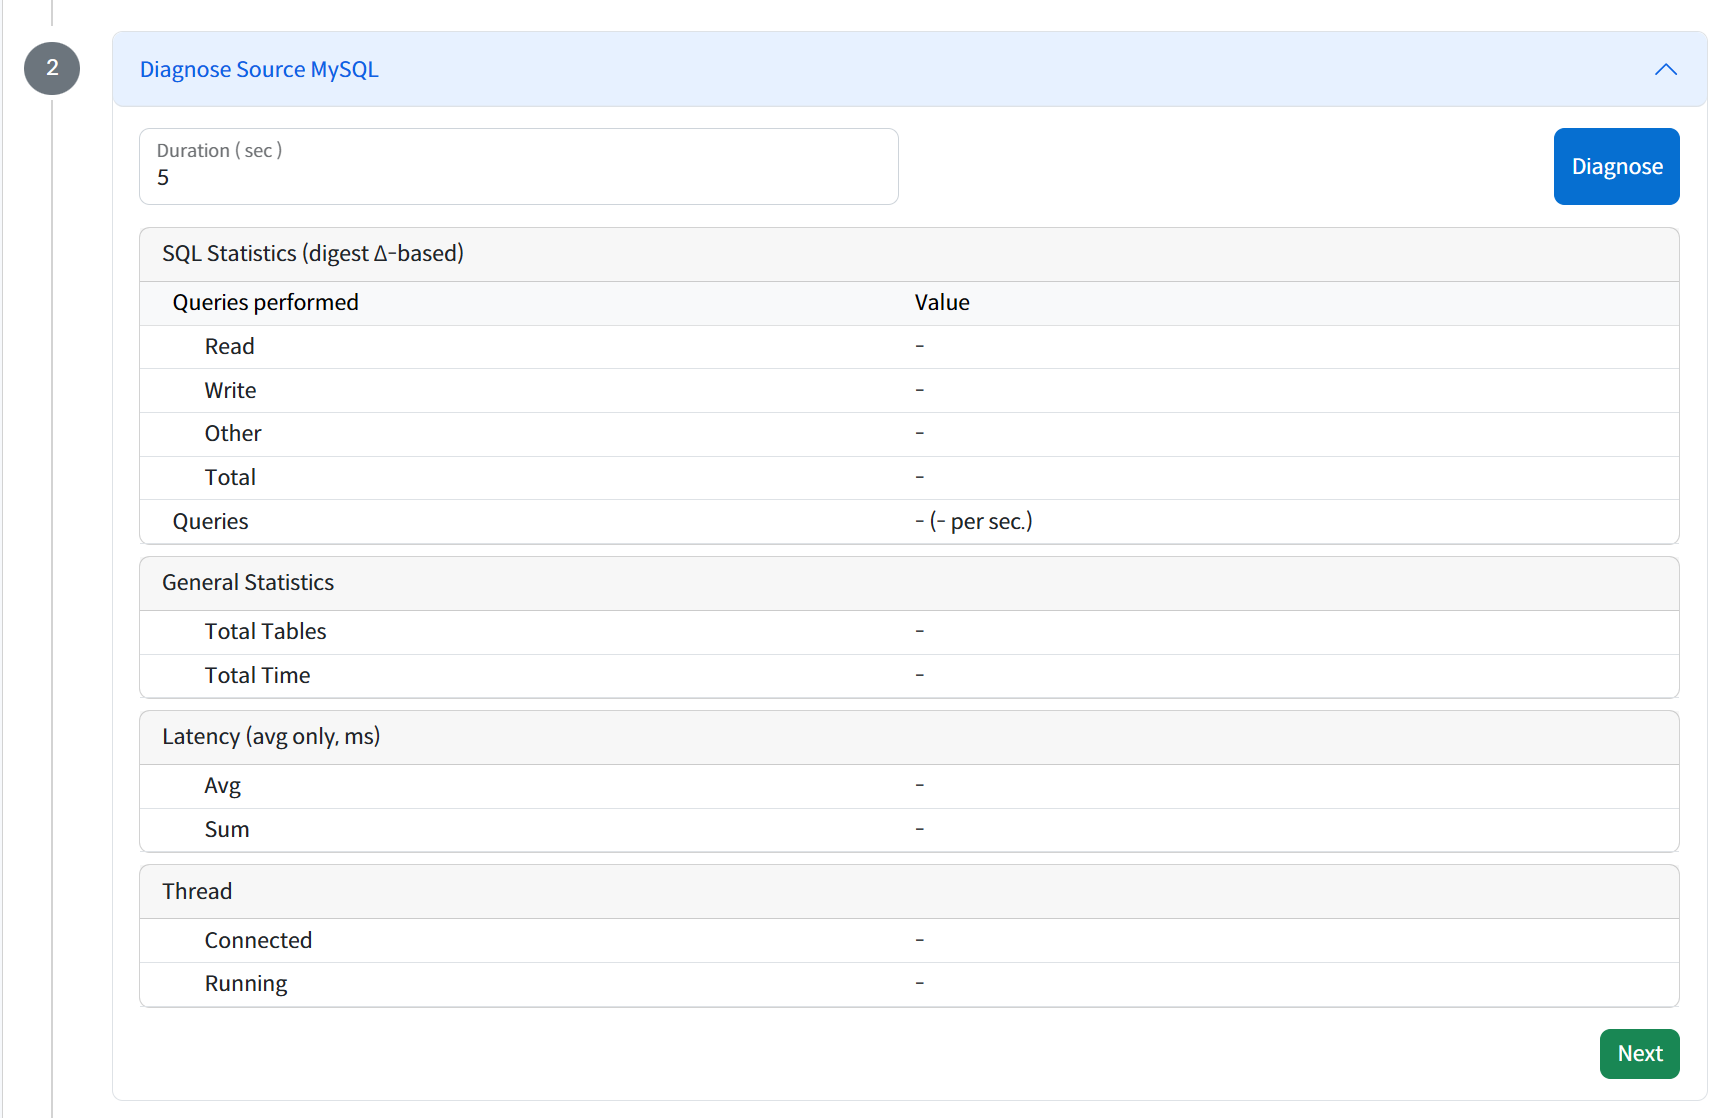 2
Diagnose Source MySQL
Duration ( sec )
5
Diagnose
SQL Statistics (digest Δ-based)
Queries performed Value
Read -
Write -
Other -
Total -
Queries - (- per sec.)
General Statistics
Total Tables -
Total Time -
Latency (avg only, ms)
Avg -
Sum -
Thread
Connected -
Running -
Next